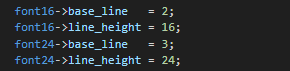 font16->base_line   = 2;
font16->line_height = 16;
font24->base_line   = 3;
font24->line_height = 24;